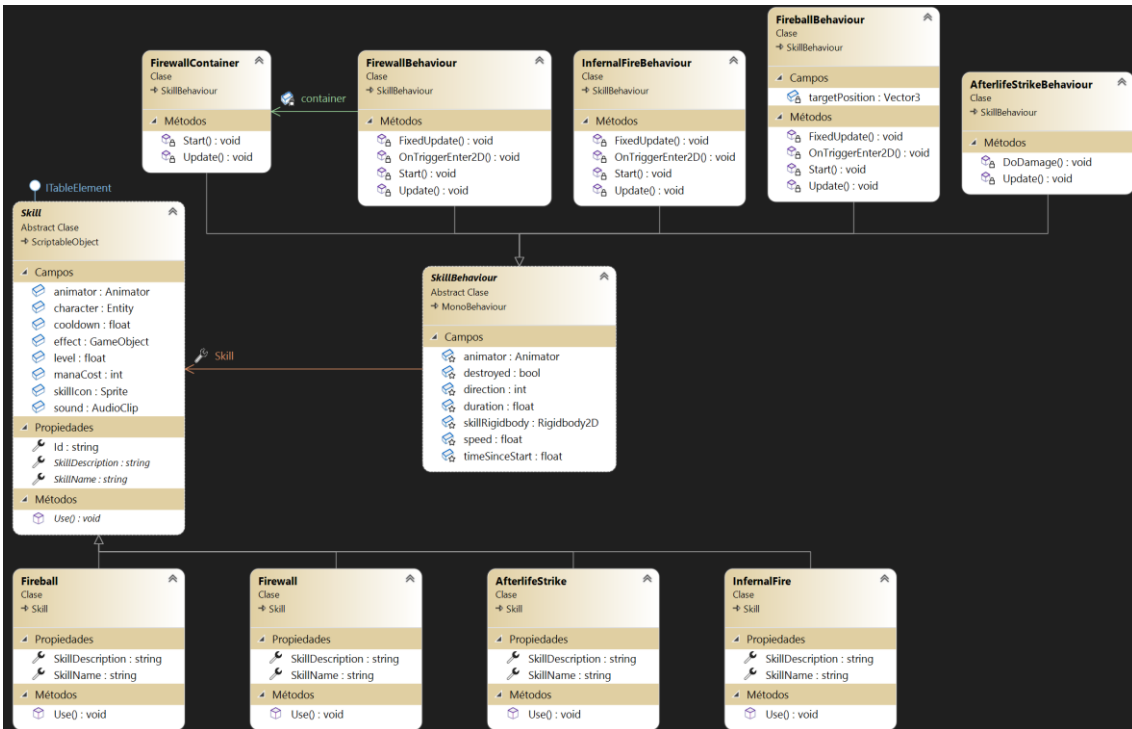 FirewallContainer
Clase
SkillBehaviour
Métodos
Start() : void
Update() : void
container
FirewallBehaviour
Clase
SkillBehaviour
Métodos
FixedUpdate() : void
OnTriggerEnter2D() : void
Start() : void
Update() : void
InfernalFireBehaviour
Clase
SkillBehaviour
Métodos
FixedUpdate() : void
OnTriggerEnter2D() : void
Start() : void
Update() : void
FireballBehaviour
Clase
SkillBehaviour
Campos
targetPosition : Vector3
Métodos
FixedUpdate() : void
OnTriggerEnter2D() : void
Start() : void
Update() : void
AfterlifeStrikeBehaviour
Clase
SkillBehaviour
Métodos
DoDamage() : void
Update() : void
ITableElement
Skill
Abstract Clase
ScriptableObject
Campos
animator : Animator
character : Entity
cooldown : float
effect : GameObject
level : float
manaCost : int
skillIcon : Sprite
sound : AudioClip
Propiedades
Id : string
SkillDescription : string
SkillName : string
Métodos
Use() : void
Skill
SkillBehaviour
Abstract Clase
MonoBehaviour
Campos
animator : Animator
destroyed : bool
direction : int
duration : float
skillRigidbody : Rigidbody2D
speed : float
timeSinceStart : float
Fireball
Clase
Skill
Propiedades
SkillDescription : string
SkillName : string
Métodos
Use() : void
Firewall
Clase
Skill
Propiedades
SkillDescription : string
SkillName : string
Métodos
Use() : void
AfterlifeStrike
Clase
Skill
Propiedades
SkillDescription : string
SkillName : string
Métodos
Use() : void
InfernalFire
Clase
Skill
Propiedades
SkillDescription : string
SkillName : string
Métodos
Use() : void